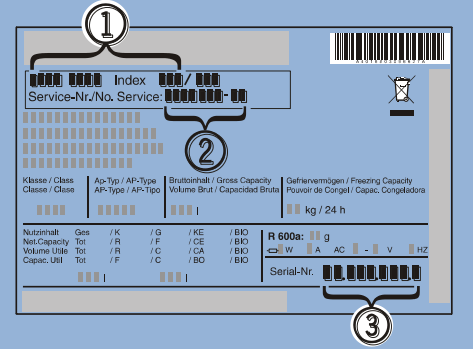 1
Index /
Service-Nr./No. Service: -
2
Klasse / Class
Classe / Clase
Ap-Typ / AP-Type
AP-Type / AP-Tipo
Bruttoinhalt / Gross Capacity
Volume Brut / Capacidad Bruta
l
Gefriervermögen / Freezing Capacity
Pouvoir de Congel / Capac. Congeladora
kg / 24 h
Nutzinhalt Ges / K / G / KE / BIO
Net.Capacity Tot / R / F / CE / BIO
Volume Utile Tot / F / C / CA / BIO
Capac. Util Tot / F / C / BO / BIO
l l
R 600a: g
W A AC - V HZ
Serial-Nr. . .
3